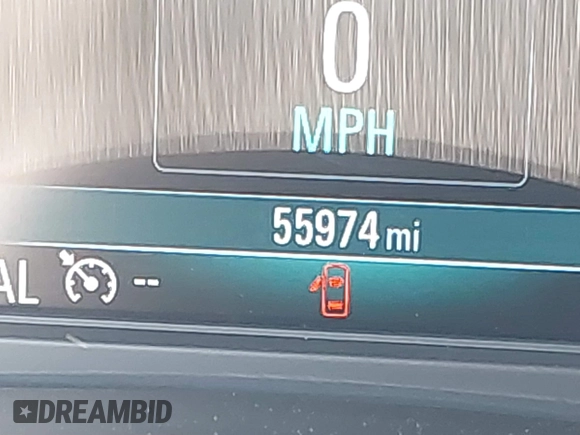 0
MPH
55974 mi
AL --
DREAMBID